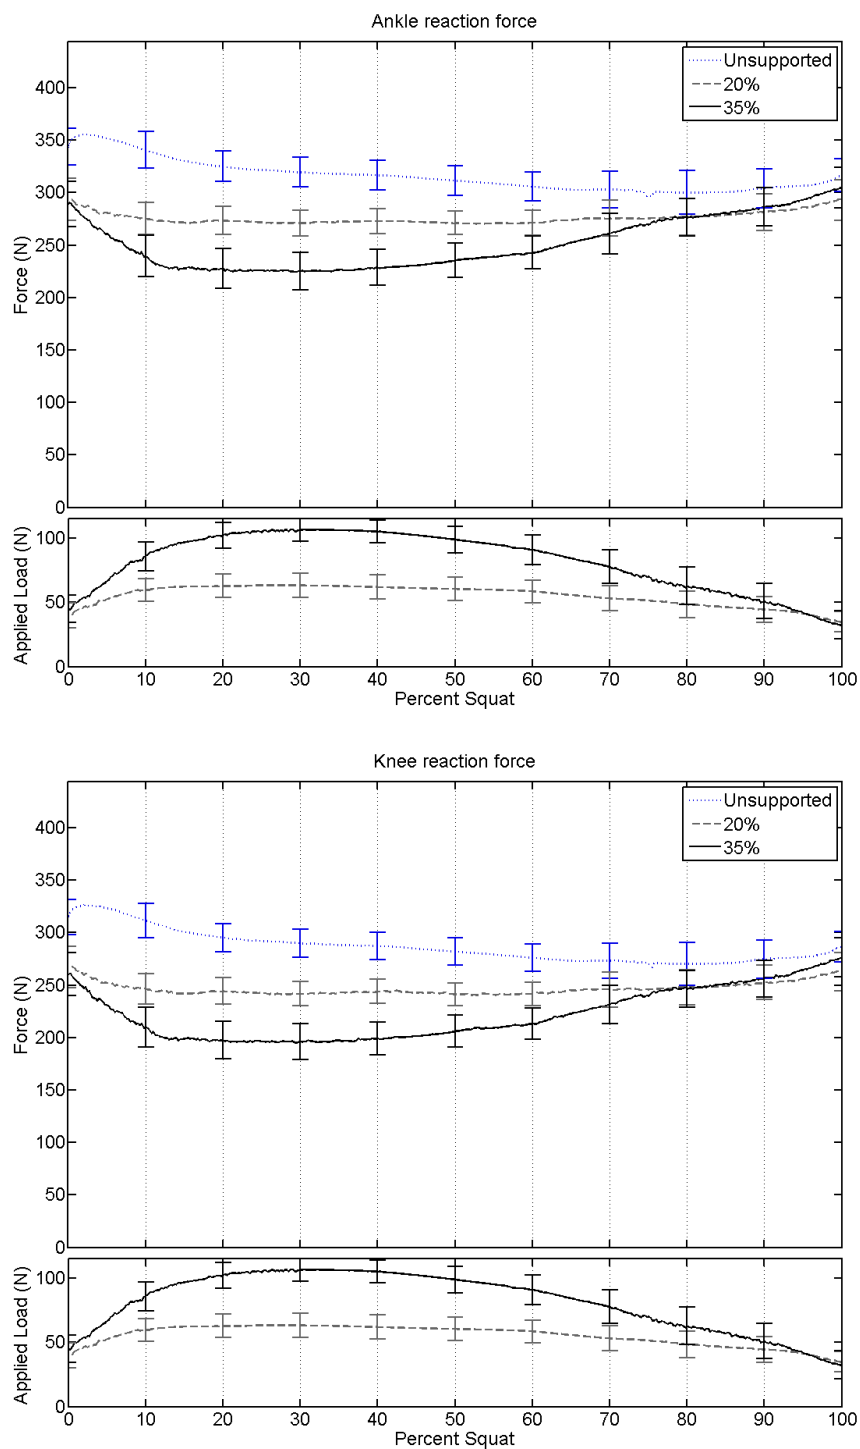 Ankle reaction force
Unsupported
20%
35%
400
350
300
250
200
150
100
50
0
Force (N)
100
50
0
Applied Load (N)
0 10 20 30 40 50 60 70 80 90 100
Percent Squat
Knee reaction force
Unsupported
20%
35%
400
350
300
250
200
150
100
50
0
Force (N)
100
50
0
Applied Load (N)
0 10 20 30 40 50 60 70 80 90 100
Percent Squat